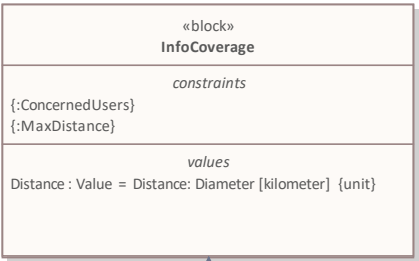 «block»
InfoCoverage
constraints
{:ConcernedUsers}
{:MaxDistance}
values
Distance : Value = Distance: Diameter [kilometer] {unit}